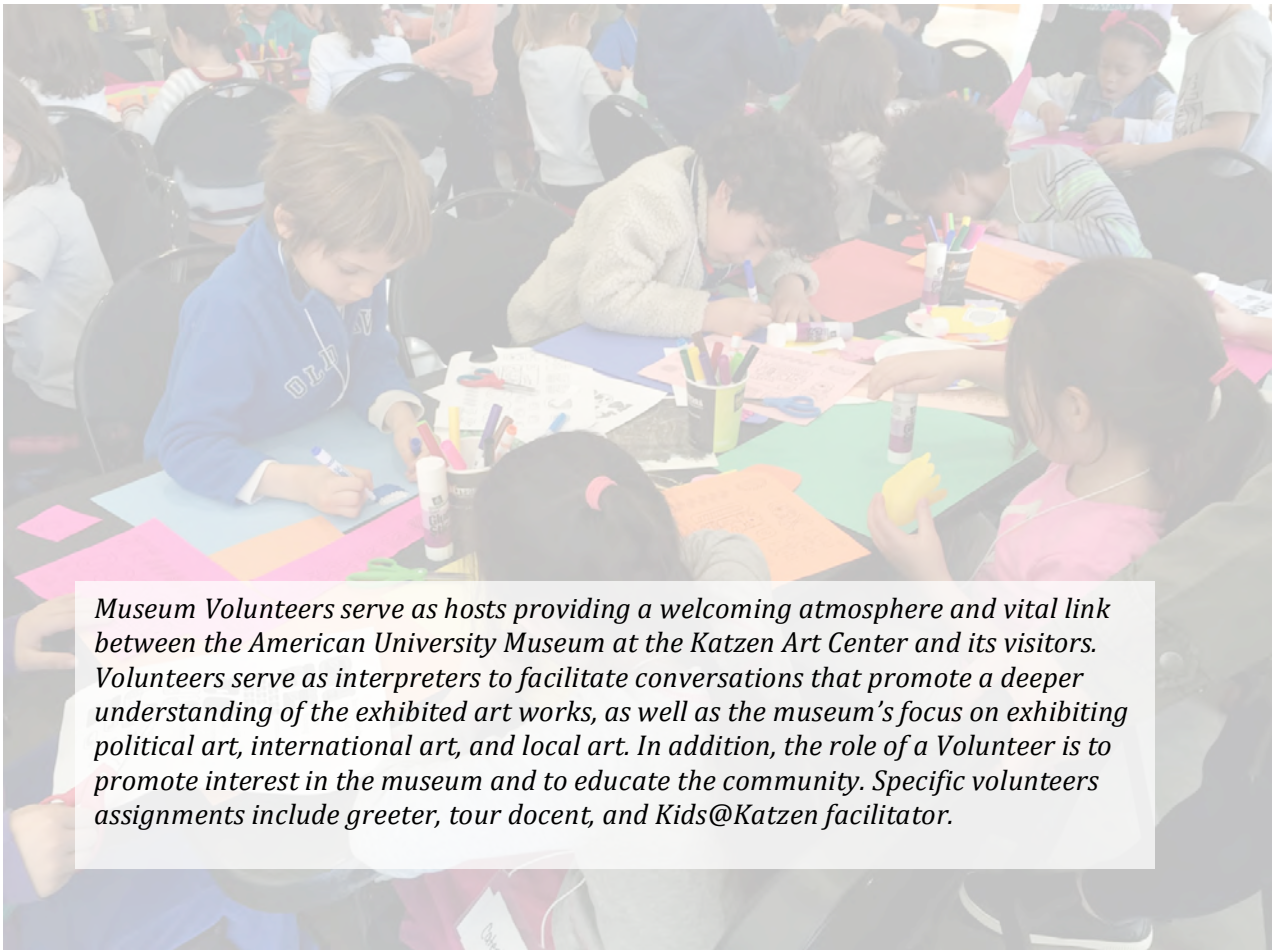 Museum Volunteers serve as hosts providing a welcoming atmosphere and vital link
between the American University Museum at the Katzen Art Center and its visitors.
Volunteers serve as interpreters to facilitate conversations that promote a deeper
understanding of the exhibited art works, as well as the museum’s focus on exhibiting
political art, international art, and local art. In addition, the role of a Volunteer is to
promote interest in the museum and to educate the community. Specific volunteers
assignments include greeter, tour docent, and Kids@Katzen facilitator.